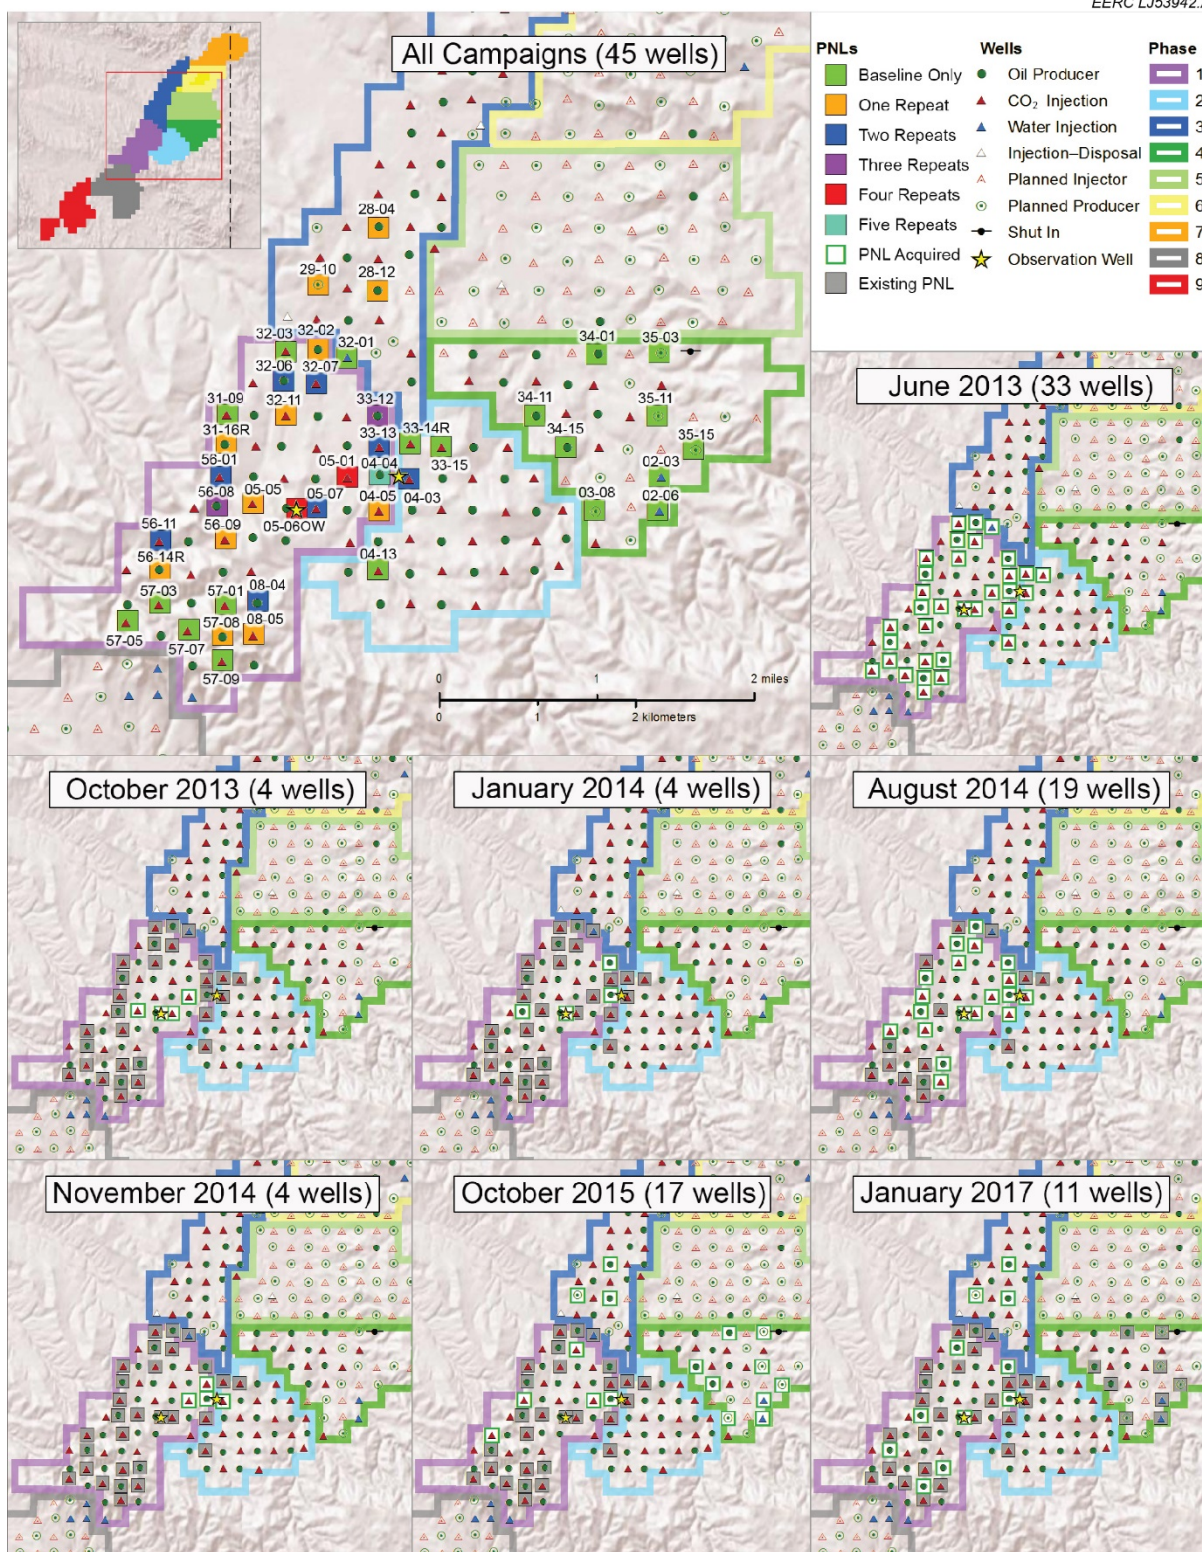 EERC LJ53942.
All Campaigns (45 wells)
PNLs
Baseline Only
One Repeat
Two Repeats
Three Repeats
Four Repeats
Five Repeats
PNL Acquired
Existing PNL
Wells
Oil Producer
CO₂ Injection
Water Injection
Injection–Disposal
Planned Injector
Planned Producer
Shut In
Observation Well
Phase
1
2
3
4
5
6
7
8
9
28-04
29-10
28-12
32-03
32-02
32-01
34-01
35-03
32-06
32-07
31-09
32-11
33-12
34-11
35-11
31-16R
33-13
33-14R
34-15
35-15
56-01
05-01
04-04
33-15
02-03
56-08
05-05
05-07
04-03
03-08
02-06
56-11
56-09
05-06OW
04-05
56-14R
04-13
57-03
57-01
08-04
57-05
57-07
57-08
08-05
57-09
0
1
2 miles
0
1
2 kilometers
June 2013 (33 wells)
October 2013 (4 wells)
January 2014 (4 wells)
August 2014 (19 wells)
November 2014 (4 wells)
October 2015 (17 wells)
January 2017 (11 wells)